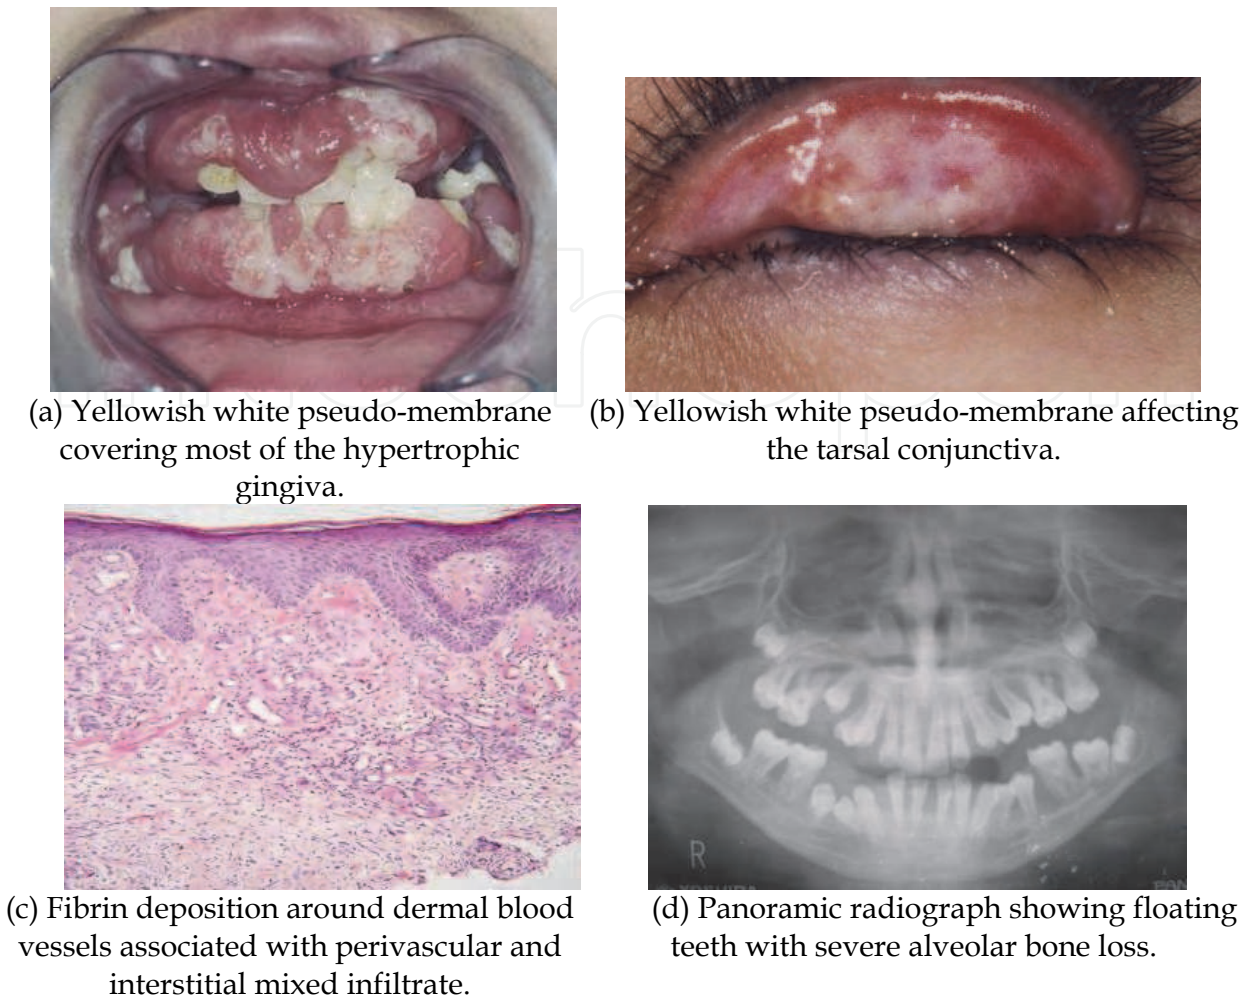 (a) Yellowish white pseudo-membrane
covering most of the hypertrophic
gingiva.
(b) Yellowish white pseudo-membrane affecting
the tarsal conjunctiva.
R
(c) Fibrin deposition around dermal blood
vessels associated with perivascular and
interstitial mixed infiltrate.
(d) Panoramic radiograph showing floating
teeth with severe alveolar bone loss.